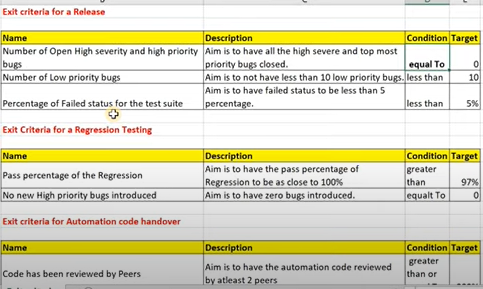 Exit criteria for a Release
Name Description Condition Target
Number of Open High severity and high priority bugs Aim is to have all the high severe and top most priority bugs closed. equal To 0
Number of Low priority bugs Aim is to not have less than 10 low priority bugs. less than 10
Percentage of Failed status for the test suite Aim is to have failed status to be less than 5 percentage. less than 5%
Exit Criteria for a Regression Testing
Name Description Condition Target
Pass percentage of the Regression Aim is to have the pass percentage of Regression to be as close to 100% greater than 97%
No new High priority bugs introduced Aim is to have zero bugs introduced. equalt To 0
Exit criteria for Automation code handover
Name Description Condition Target
Code has been reviewed by Peers Aim is to have the automation code reviewed by atleast 2 peers greater than or